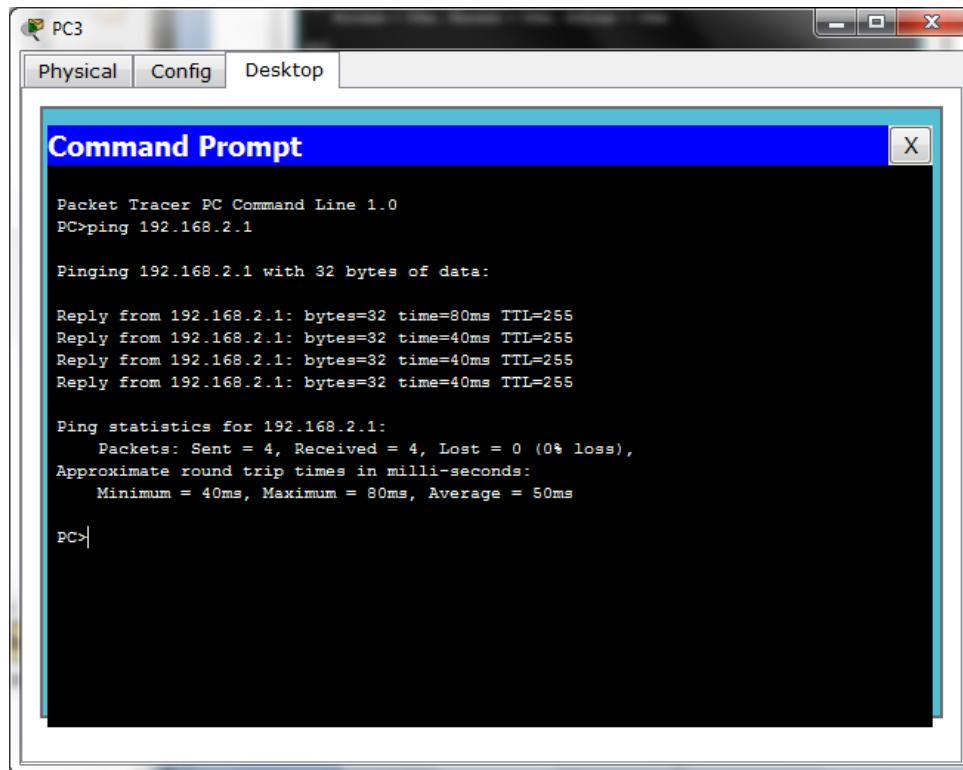 PC3
Physical Config Desktop
Command Prompt X
Packet Tracer PC Command Line 1.0
PC>ping 192.168.2.1
Pinging 192.168.2.1 with 32 bytes of data:
Reply from 192.168.2.1: bytes=32 time=80ms TTL=255
Reply from 192.168.2.1: bytes=32 time=40ms TTL=255
Reply from 192.168.2.1: bytes=32 time=40ms TTL=255
Reply from 192.168.2.1: bytes=32 time=40ms TTL=255
Ping statistics for 192.168.2.1:
Packets: Sent = 4, Received = 4, Lost = 0 (0% loss),
Approximate round trip times in milli-seconds:
Minimum = 40ms, Maximum = 80ms, Average = 50ms
PC>